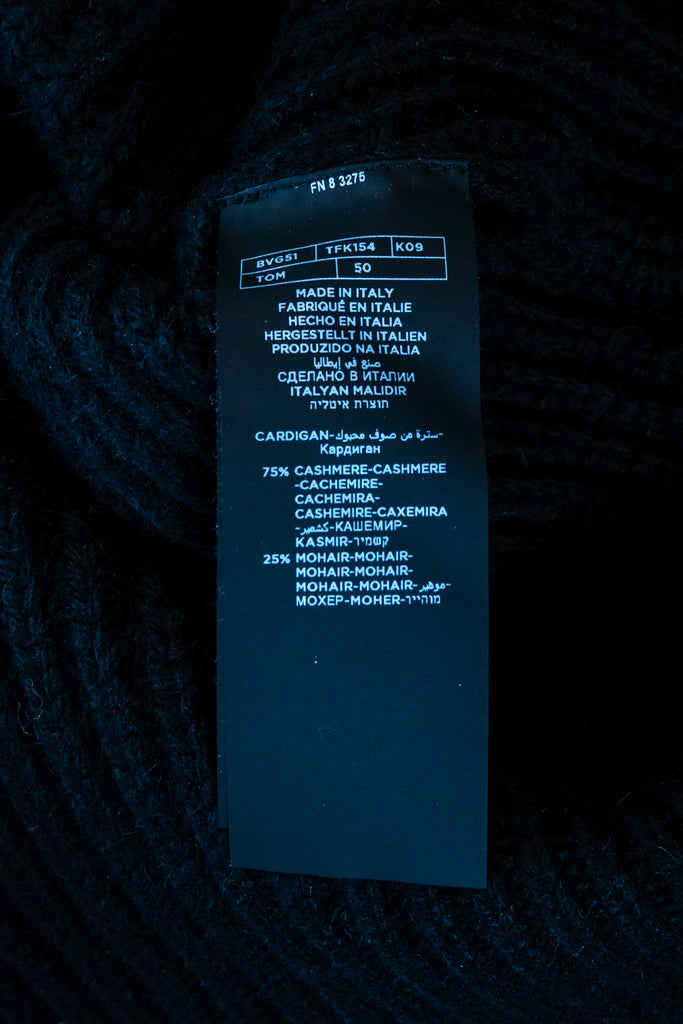 FN 8 3275
BVG51 TFK154 K09
TOM 50
MADE IN ITALY
FABRIQUÉ EN ITALIE
HECHO EN ITALIA
HERGESTELLT IN ITALIEN
PRODUZIDO NA ITALIA
صنع في إيطاليا
СДЕЛАНО В ИТАЛИИ
ITALYAN MALIDIR
תוצרת איטליה
CARDIGAN-سترة من صوف محبوك-
Кардиган
75% CASHMERE-CASHMERE
-CACHEMIRE-
CACHEMIRA-
CASHEMIRE-CAXEMIRA
-كشمير-КАШЕМИР-
KASMIR-קשמיר
25% MOHAIR-MOHAIR-
MOHAIR-MOHAIR-
MOHAIR-MOHAIR-موهير-
МОХЕР-MOHER-מוהייר